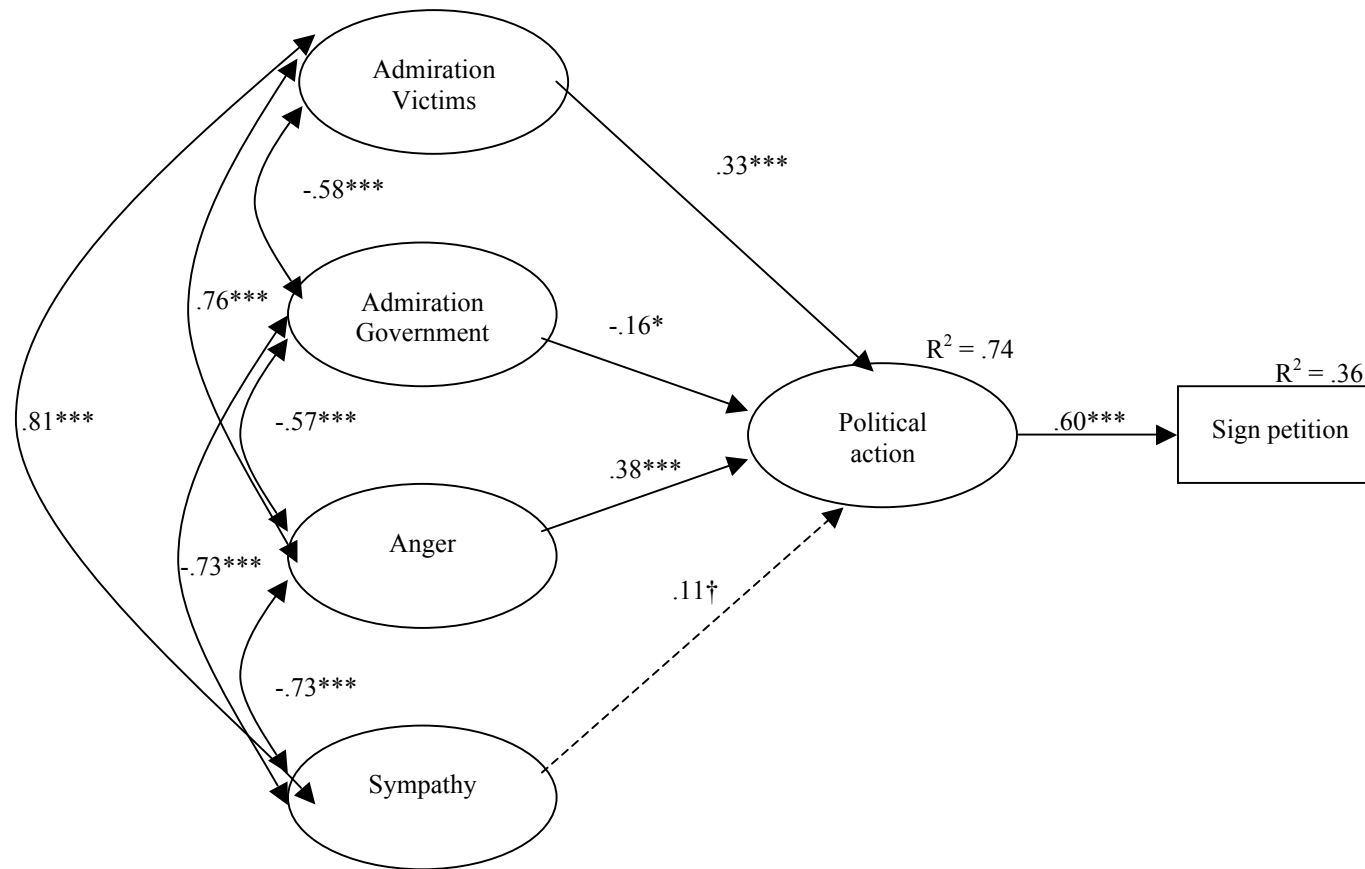 Admiration
Victims
.33***
-.58***
.76***
Admiration
Government
-.16*
R² = .74
R² = .36
.81***
-.57***
Political
action
.60***
Sign petition
.38***
Anger
-.73***
.11†
-.73***
Sympathy